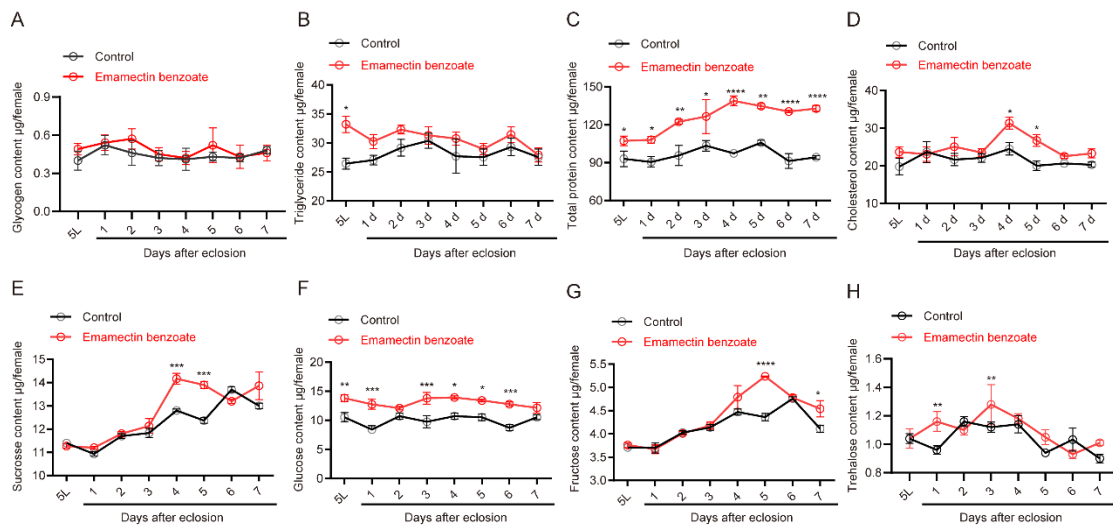 A
Control
Emamectin benzoate
Glycogen content µg/female
0.9
0.6
0.3
0.0
5L 1 2 3 4 5 6 7
Days after eclosion
B
Control
Emamectin benzoate
Triglyceride content µg/female
40
35
30
25
20
*
5L 1 d 2 d 3 d 4 d 5 d 6 d 7 d
Days after eclosion
C
Control
Emamectin benzoate
Total protein content µg/female
150
120
90
60
* * ** * **** ** **** ****
5L 1 d 2 d 3 d 4 d 5 d 6 d 7 d
Days after eclosion
D
Control
Emamectin benzoate
Cholesterol content µg/female
40
30
20
10
* *
5L 1 d 2 d 3 d 4 d 5 d 6 d 7 d
Days after eclosion
E
Control
Emamectin benzoate
Sucrosse content µg/female
15
14
13
12
11
10
*** ***
5L 1 2 3 4 5 6 7
Days after eclosion
F
Control
Emamectin benzoate
Glucose content µg/female
20
15
10
5
0
** *** *** * * ***
5L 1 2 3 4 5 6 7
Days after eclosion
G
Control
Emamectin benzoate
Fructose content µg/female
5.5
5.0
4.5
4.0
3.5
3.0
**** *
5L 1 2 3 4 5 6 7
Days after eclosion
H
Control
Emamectin benzoate
Trehalose content µg/female
1.6
1.4
1.2
1.0
0.8
** **
5L 1 2 3 4 5 6 7
Days after eclosion